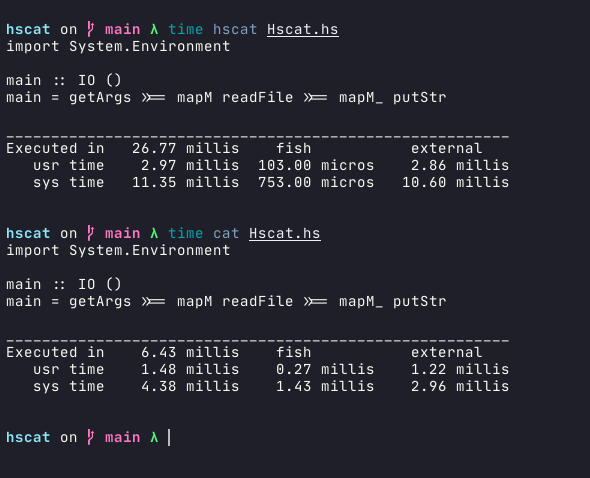 hscat on main λ time hscat Hscat.hs
import System.Environment
main :: IO ()
main = getArgs >>= mapM readFile >>= mapM_ putStr
________________________________________________________
Executed in 26.77 millis fish external
usr time 2.97 millis 103.00 micros 2.86 millis
sys time 11.35 millis 753.00 micros 10.60 millis
hscat on main λ time cat Hscat.hs
import System.Environment
main :: IO ()
main = getArgs >>= mapM readFile >>= mapM_ putStr
________________________________________________________
Executed in 6.43 millis fish external
usr time 1.48 millis 0.27 millis 1.22 millis
sys time 4.38 millis 1.43 millis 2.96 millis
hscat on main λ